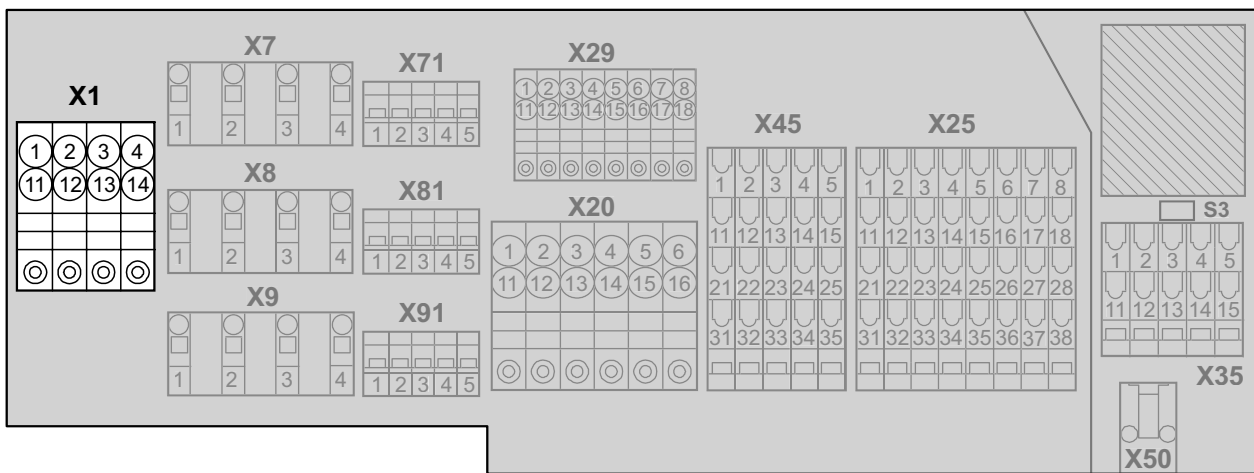 X1
1 2 3 4
11 12 13 14
X7
1 2 3 4
X8
1 2 3 4
X9
1 2 3 4
X71
1 2 3 4 5
X81
1 2 3 4 5
X91
1 2 3 4 5
X29
1 2 3 4 5 6 7 8
11 12 13 14 15 16 17 18
X20
1 2 3 4 5 6
11 12 13 14 15 16
X45
1 2 3 4 5
11 12 13 14 15
21 22 23 24 25
31 32 33 34 35
X25
1 2 3 4 5 6 7 8
11 12 13 14 15 16 17 18
21 22 23 24 25 26 27 28
31 32 33 34 35 36 37 38
S3
1 2 3 4 5
11 12 13 14 15
X35
X50